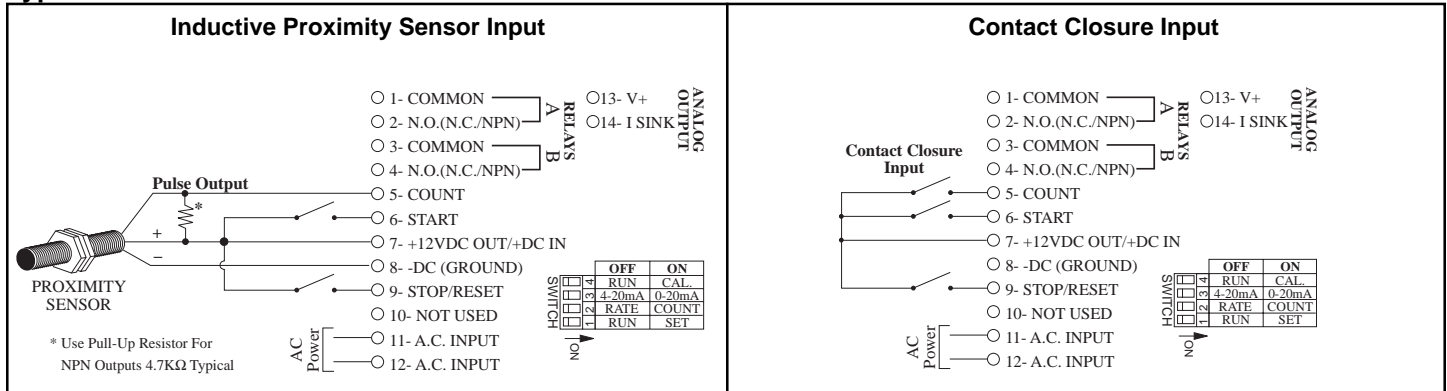 Inductive Proximity Sensor Input
1- COMMON
2- N.O.(N.C./NPN)
3- COMMON
4- N.O.(N.C./NPN)
A
B
RELAYS
13- V+
14- I SINK
ANALOG
OUTPUT
Pulse Output
*
+
–
PROXIMITY
SENSOR
5- COUNT
6- START
7- +12VDC OUT/+DC IN
8- -DC (GROUND)
9- STOP/RESET
10- NOT USED
11- A.C. INPUT
12- A.C. INPUT
AC
Power
* Use Pull-Up Resistor For
NPN Outputs 4.7KΩ Typical
SWITCH
OFF ON
4 RUN CAL.
3 4-20mA 0-20mA
2 RATE COUNT
1 RUN SET
ON
Contact Closure Input
1- COMMON
2- N.O.(N.C./NPN)
3- COMMON
4- N.O.(N.C./NPN)
A
B
RELAYS
13- V+
14- I SINK
ANALOG
OUTPUT
Contact Closure
Input
5- COUNT
6- START
7- +12VDC OUT/+DC IN
8- -DC (GROUND)
9- STOP/RESET
10- NOT USED
11- A.C. INPUT
12- A.C. INPUT
AC
Power
SWITCH
OFF ON
4 RUN CAL.
3 4-20mA 0-20mA
2 RATE COUNT
1 RUN SET
ON